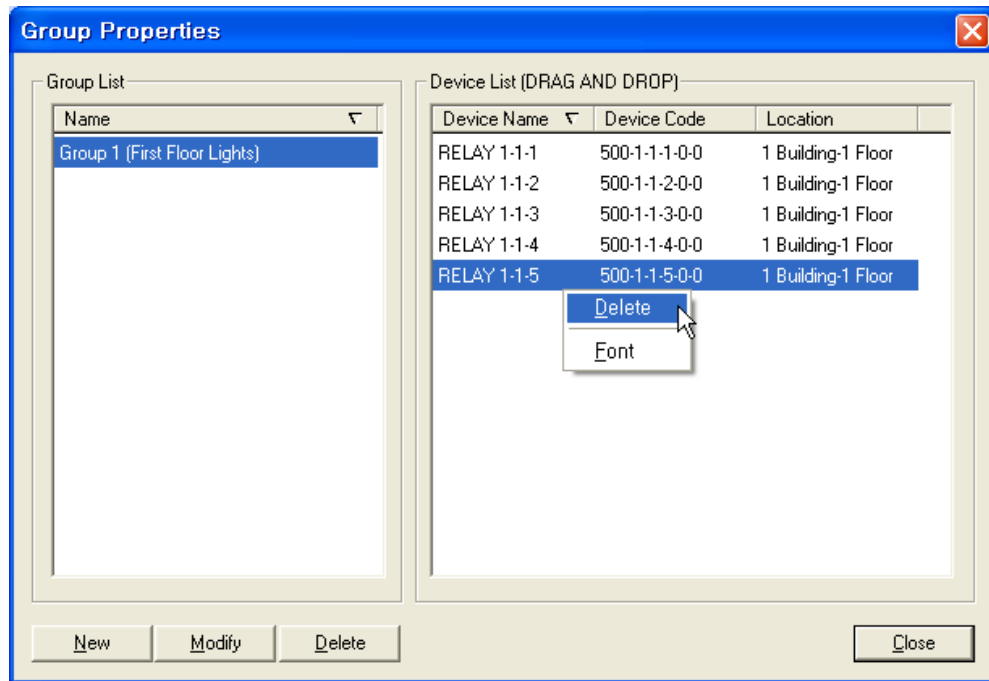 Group Properties
Group List
Name
Group 1 (First Floor Lights)
Device List (DRAG AND DROP)
Device Name Device Code Location
RELAY 1-1-1 500-1-1-1-0-0 1 Building-1 Floor
RELAY 1-1-2 500-1-1-2-0-0 1 Building-1 Floor
RELAY 1-1-3 500-1-1-3-0-0 1 Building-1 Floor
RELAY 1-1-4 500-1-1-4-0-0 1 Building-1 Floor
RELAY 1-1-5 500-1-1-5-0-0 1 Building-1 Floor
Delete
Font
New Modify Delete Close